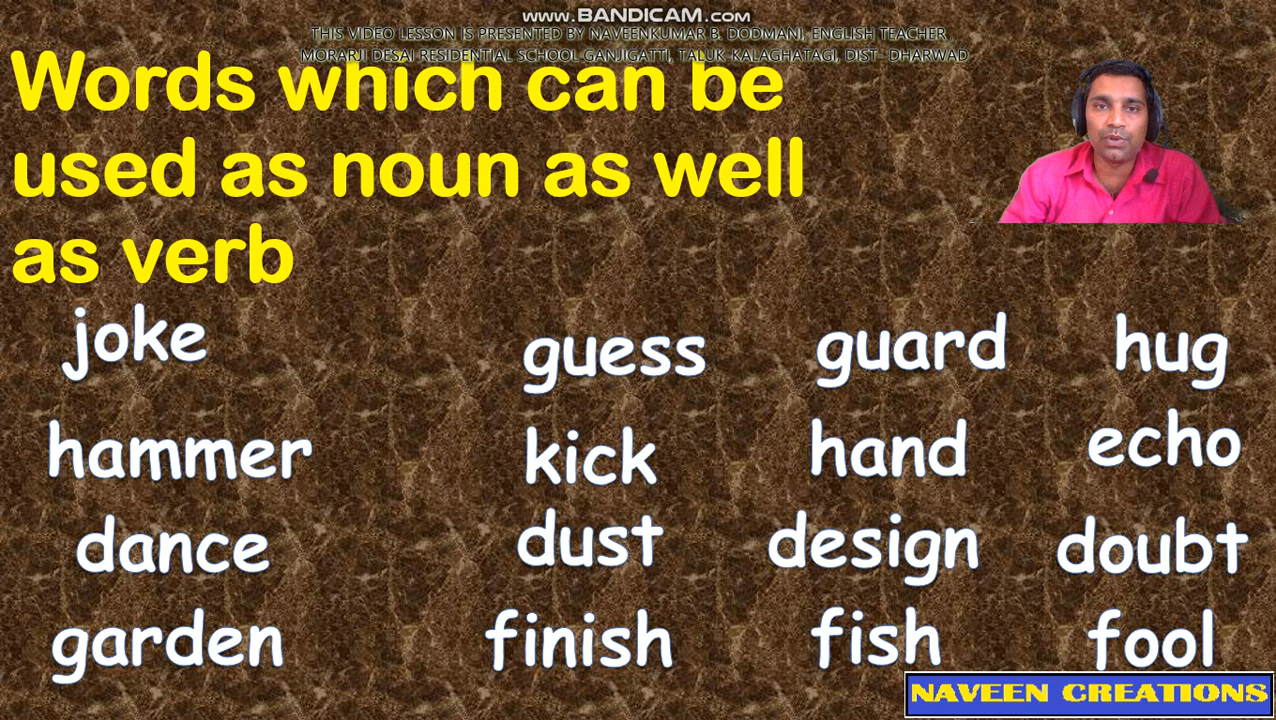 www.BANDICAM.com
THIS VIDEO LESSON IS PRESENTED BY NAVEENKUMAR B. DODMANI, ENGLISH TEACHER,
MORARJI DESAI RESIDENTIAL SCHOOL GANJIGATTI, TALUK-KALAGHATAGI, DIST- DHARWAD
Words which can be
used as noun as well
as verb
joke guess guard hug
hammer kick hand echo
dance dust design doubt
garden finish fish fool
NAVEEN CREATIONS